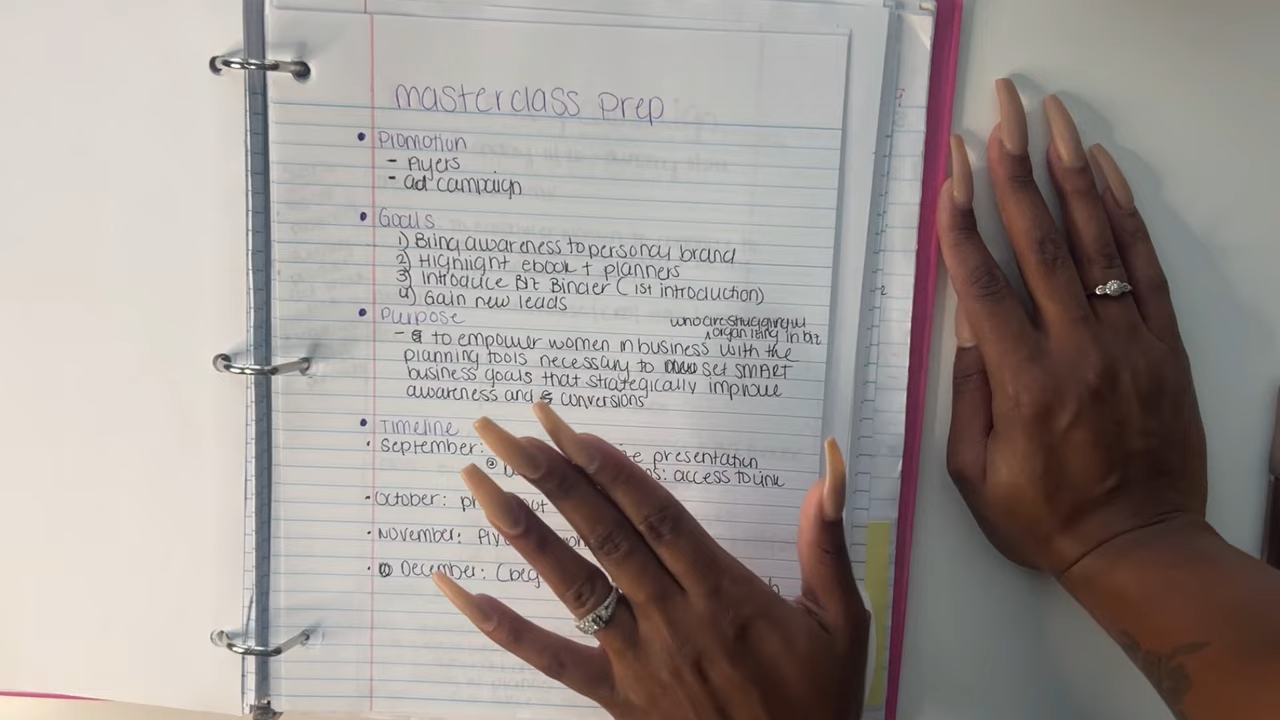 masterclass prep
• Promotion
- Flyers
- ad campaign
• Goals
1) Bring awareness to personal brand
2) Highlight ebook + planners
3) Introduce Biz Binder (1st introduction)
4) Gain new leads
• Purpose
who are struggling w
organizing in biz
- to empower women in business with the
planning tools necessary to set SMART
business goals that strategically improve
awareness and conversions
• Timeline
• September: presentation
access to link
• October:
• November:
• December: (beg